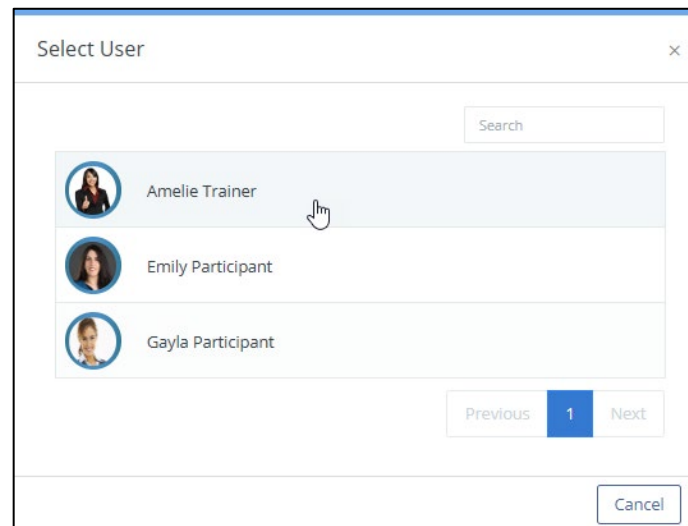 Select User
×
Search
Amelie Trainer
Emily Participant
Gayla Participant
Previous 1 Next
Cancel